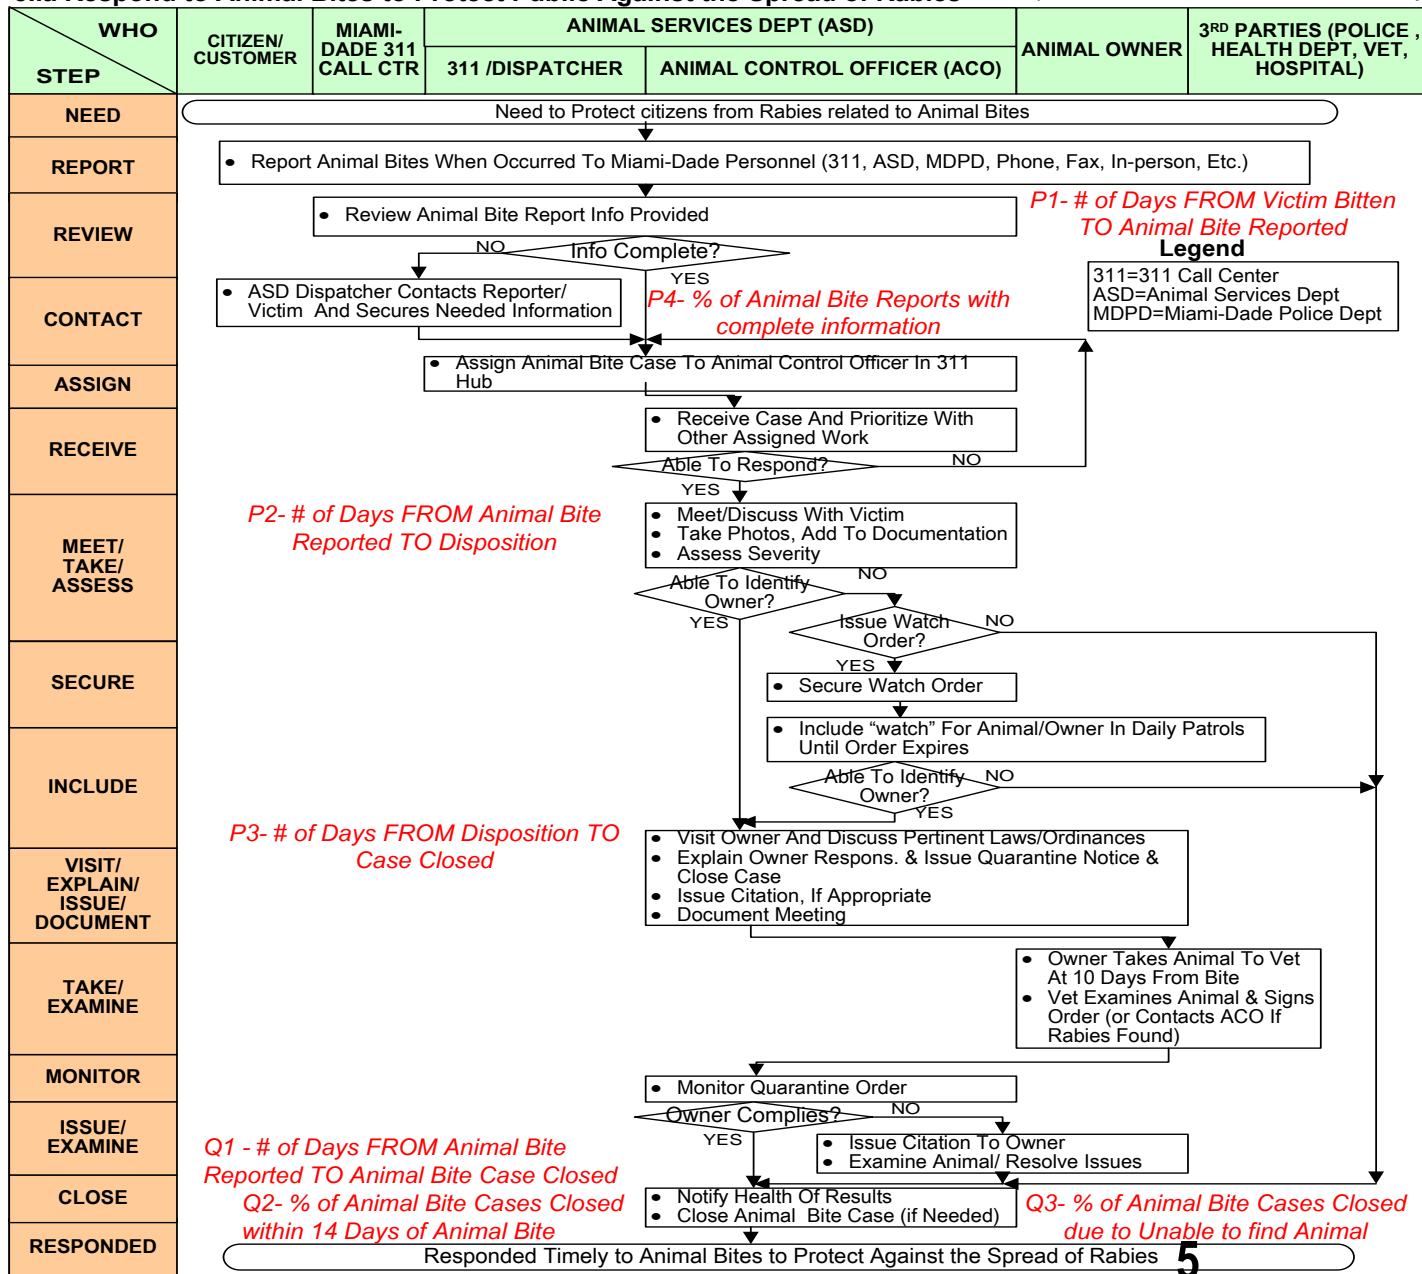 and Respond to Animal Bites to Protect Public Against the Spread of Rabies
WHO
STEP
CITIZEN/
CUSTOMER
MIAMI-
DADE 311
CALL CTR
ANIMAL SERVICES DEPT (ASD)
311 /DISPATCHER
ANIMAL CONTROL OFFICER (ACO)
ANIMAL OWNER
3RD PARTIES (POLICE ,
HEALTH DEPT, VET,
HOSPITAL)
NEED
Need to Protect citizens from Rabies related to Animal Bites
REPORT
• Report Animal Bites When Occurred To Miami-Dade Personnel (311, ASD, MDPD, Phone, Fax, In-person, Etc.)
REVIEW
• Review Animal Bite Report Info Provided
P1- # of Days FROM Victim Bitten
TO Animal Bite Reported
Info Complete?
NO
YES
Legend
311=311 Call Center
ASD=Animal Services Dept
MDPD=Miami-Dade Police Dept
CONTACT
• ASD Dispatcher Contacts Reporter/
Victim And Secures Needed Information
P4- % of Animal Bite Reports with
complete information
ASSIGN
• Assign Animal Bite Case To Animal Control Officer In 311
Hub
RECEIVE
• Receive Case And Prioritize With
Other Assigned Work
Able To Respond?
NO
YES
MEET/
TAKE/
ASSESS
P2- # of Days FROM Animal Bite
Reported TO Disposition
• Meet/Discuss With Victim
• Take Photos, Add To Documentation
• Assess Severity
Able To Identify
Owner?
NO
YES
Issue Watch
Order?
NO
YES
SECURE
• Secure Watch Order
INCLUDE
• Include “watch” For Animal/Owner In Daily Patrols
Until Order Expires
Able To Identify
Owner?
NO
YES
P3- # of Days FROM Disposition TO
Case Closed
VISIT/
EXPLAIN/
ISSUE/
DOCUMENT
• Visit Owner And Discuss Pertinent Laws/Ordinances
• Explain Owner Respons. & Issue Quarantine Notice &
Close Case
• Issue Citation, If Appropriate
• Document Meeting
TAKE/
EXAMINE
• Owner Takes Animal To Vet
At 10 Days From Bite
• Vet Examines Animal & Signs
Order (or Contacts ACO If
Rabies Found)
MONITOR
• Monitor Quarantine Order
ISSUE/
EXAMINE
Owner Complies?
NO
YES
• Issue Citation To Owner
• Examine Animal/ Resolve Issues
Q1 - # of Days FROM Animal Bite
Reported TO Animal Bite Case Closed
CLOSE
Q2- % of Animal Bite Cases Closed
within 14 Days of Animal Bite
• Notify Health Of Results
• Close Animal Bite Case (if Needed)
Q3- % of Animal Bite Cases Closed
due to Unable to find Animal
RESPONDED
Responded Timely to Animal Bites to Protect Against the Spread of Rabies
5